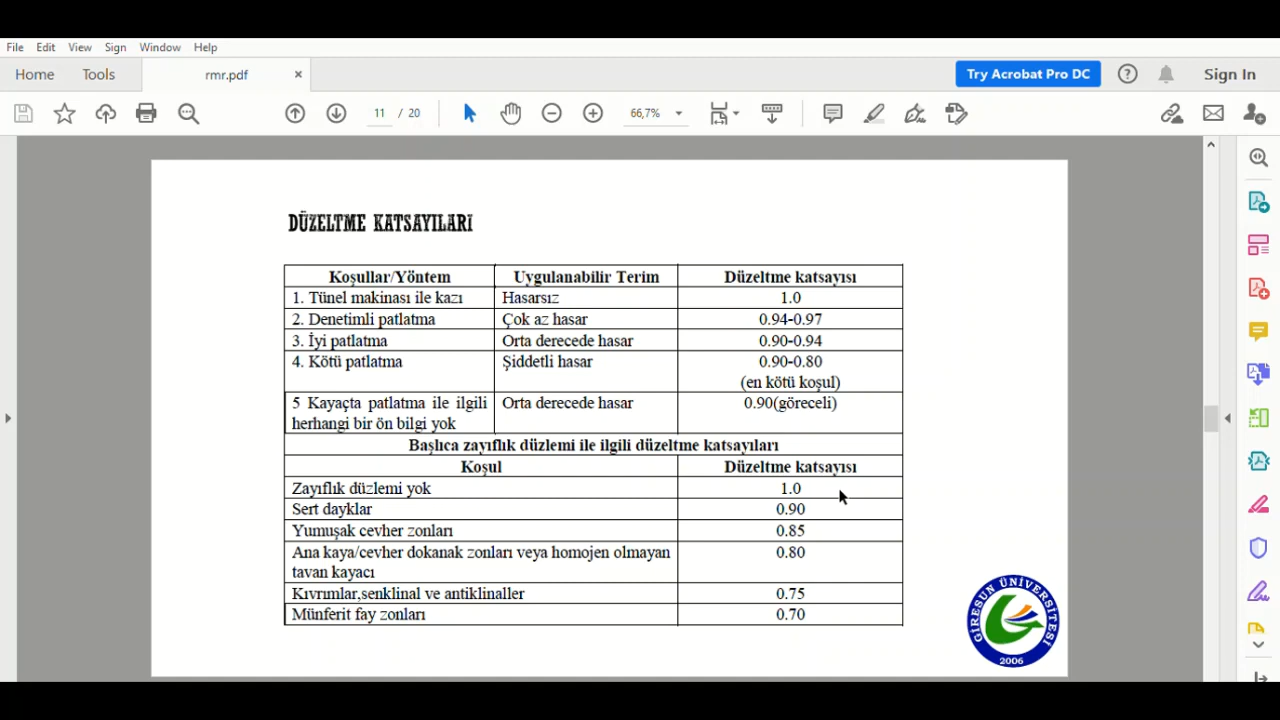 File Edit View Sign Window Help
Home Tools rmr.pdf × Try Acrobat Pro DC Sign In
11 / 20 66,7%
DÜZELTME KATSAYILARI
Koşullar/Yöntem Uygulanabilir Terim Düzeltme katsayısı
1. Tünel makinası ile kazı Hasarsız 1.0
2. Denetimli patlatma Çok az hasar 0.94-0.97
3. İyi patlatma Orta derecede hasar 0.90-0.94
4. Kötü patlatma Şiddetli hasar 0.90-0.80
(en kötü koşul)
5 Kayaçta patlatma ile ilgili Orta derecede hasar 0.90(göreceli)
herhangi bir ön bilgi yok
Başlıca zayıflık düzlemi ile ilgili düzeltme katsayıları
Koşul Düzeltme katsayısı
Zayıflık düzlemi yok 1.0
Sert dayklar 0.90
Yumuşak cevher zonları 0.85
Ana kaya/cevher dokanak zonları veya homojen olmayan 0.80
tavan kayacı
Kıvrımlar,senklinal ve antiklinaller 0.75
Münferit fay zonları 0.70
GİRESUN ÜNİVERSİTESİ
2006